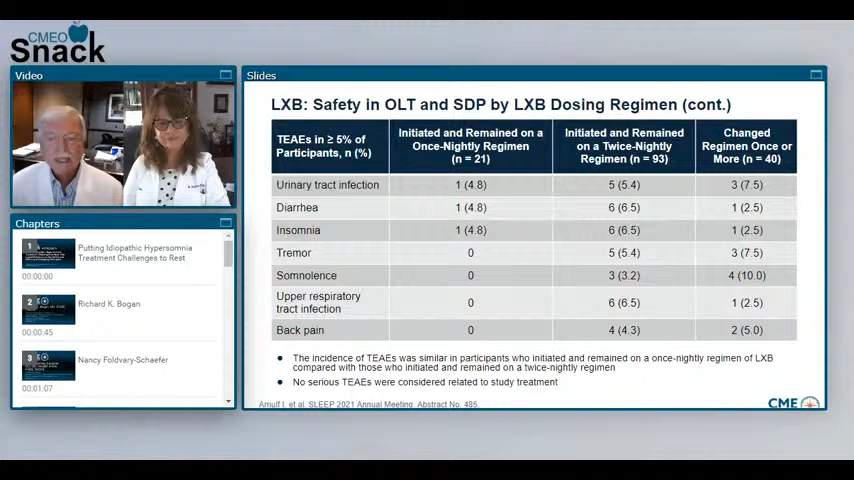 CMEO
Snack
Video
Slides
LXB: Safety in OLT and SDP by LXB Dosing Regimen (cont.)
TEAEs in ≥ 5% of
Participants, n (%)
Initiated and Remained on a
Once-Nightly Regimen
(n = 21)
Initiated and Remained
on a Twice-Nightly
Regimen (n = 93)
Changed
Regimen Once or
More (n = 40)
Urinary tract infection 1 (4.8) 5 (5.4) 3 (7.5)
Diarrhea 1 (4.8) 6 (6.5) 1 (2.5)
Insomnia 1 (4.8) 6 (6.5) 1 (2.5)
Tremor 0 5 (5.4) 3 (7.5)
Somnolence 0 3 (3.2) 4 (10.0)
Upper respiratory
tract infection 0 6 (6.5) 1 (2.5)
Back pain 0 4 (4.3) 2 (5.0)
• The incidence of TEAEs was similar in participants who initiated and remained on a once-nightly regimen of LXB
compared with those who initiated and remained on a twice-nightly regimen
• No serious TEAEs were considered related to study treatment
Arnulf I, et al. SLEEP 2021 Annual Meeting. Abstract No. 485.
CME
Chapters
1
Putting Idiopathic Hypersomnia
Treatment Challenges to Rest
00:00:00
2
Richard K. Bogan
00:00:45
3
Nancy Foldvary-Schaefer
00:01:07